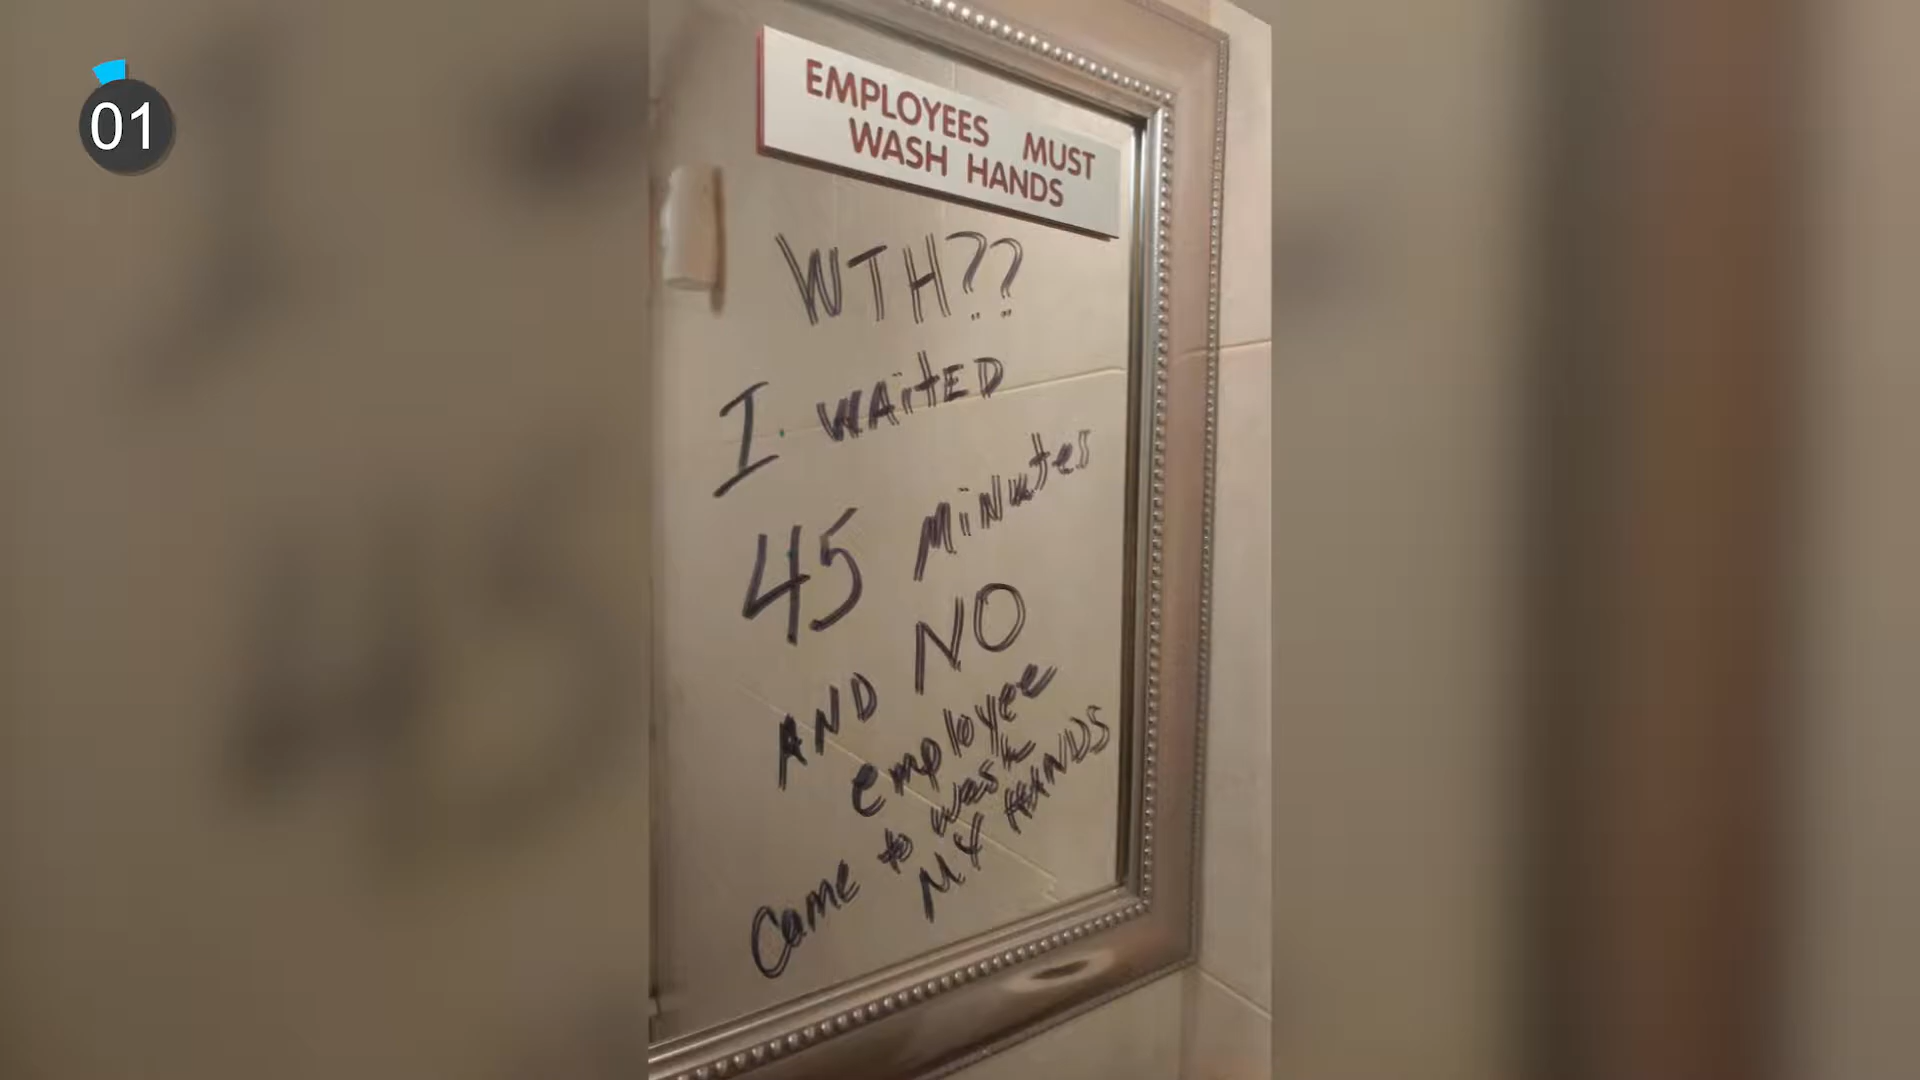 01
EMPLOYEES MUST
WASH HANDS
WTH??
I WAiTED
45 MiNutes
AND NO
employee
Came to wash
MY HANDS